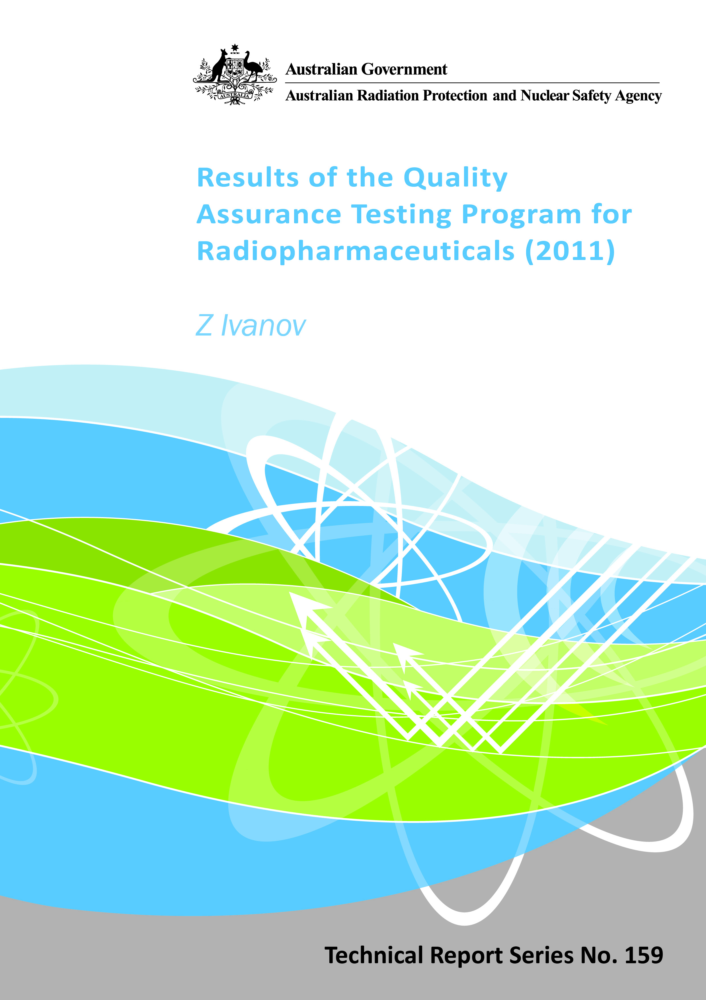 AUSTRALIA
Australian Government
Australian Radiation Protection and Nuclear Safety Agency
Results of the Quality
Assurance Testing Program for
Radiopharmaceuticals (2011)
Z Ivanov
Technical Report Series No. 159